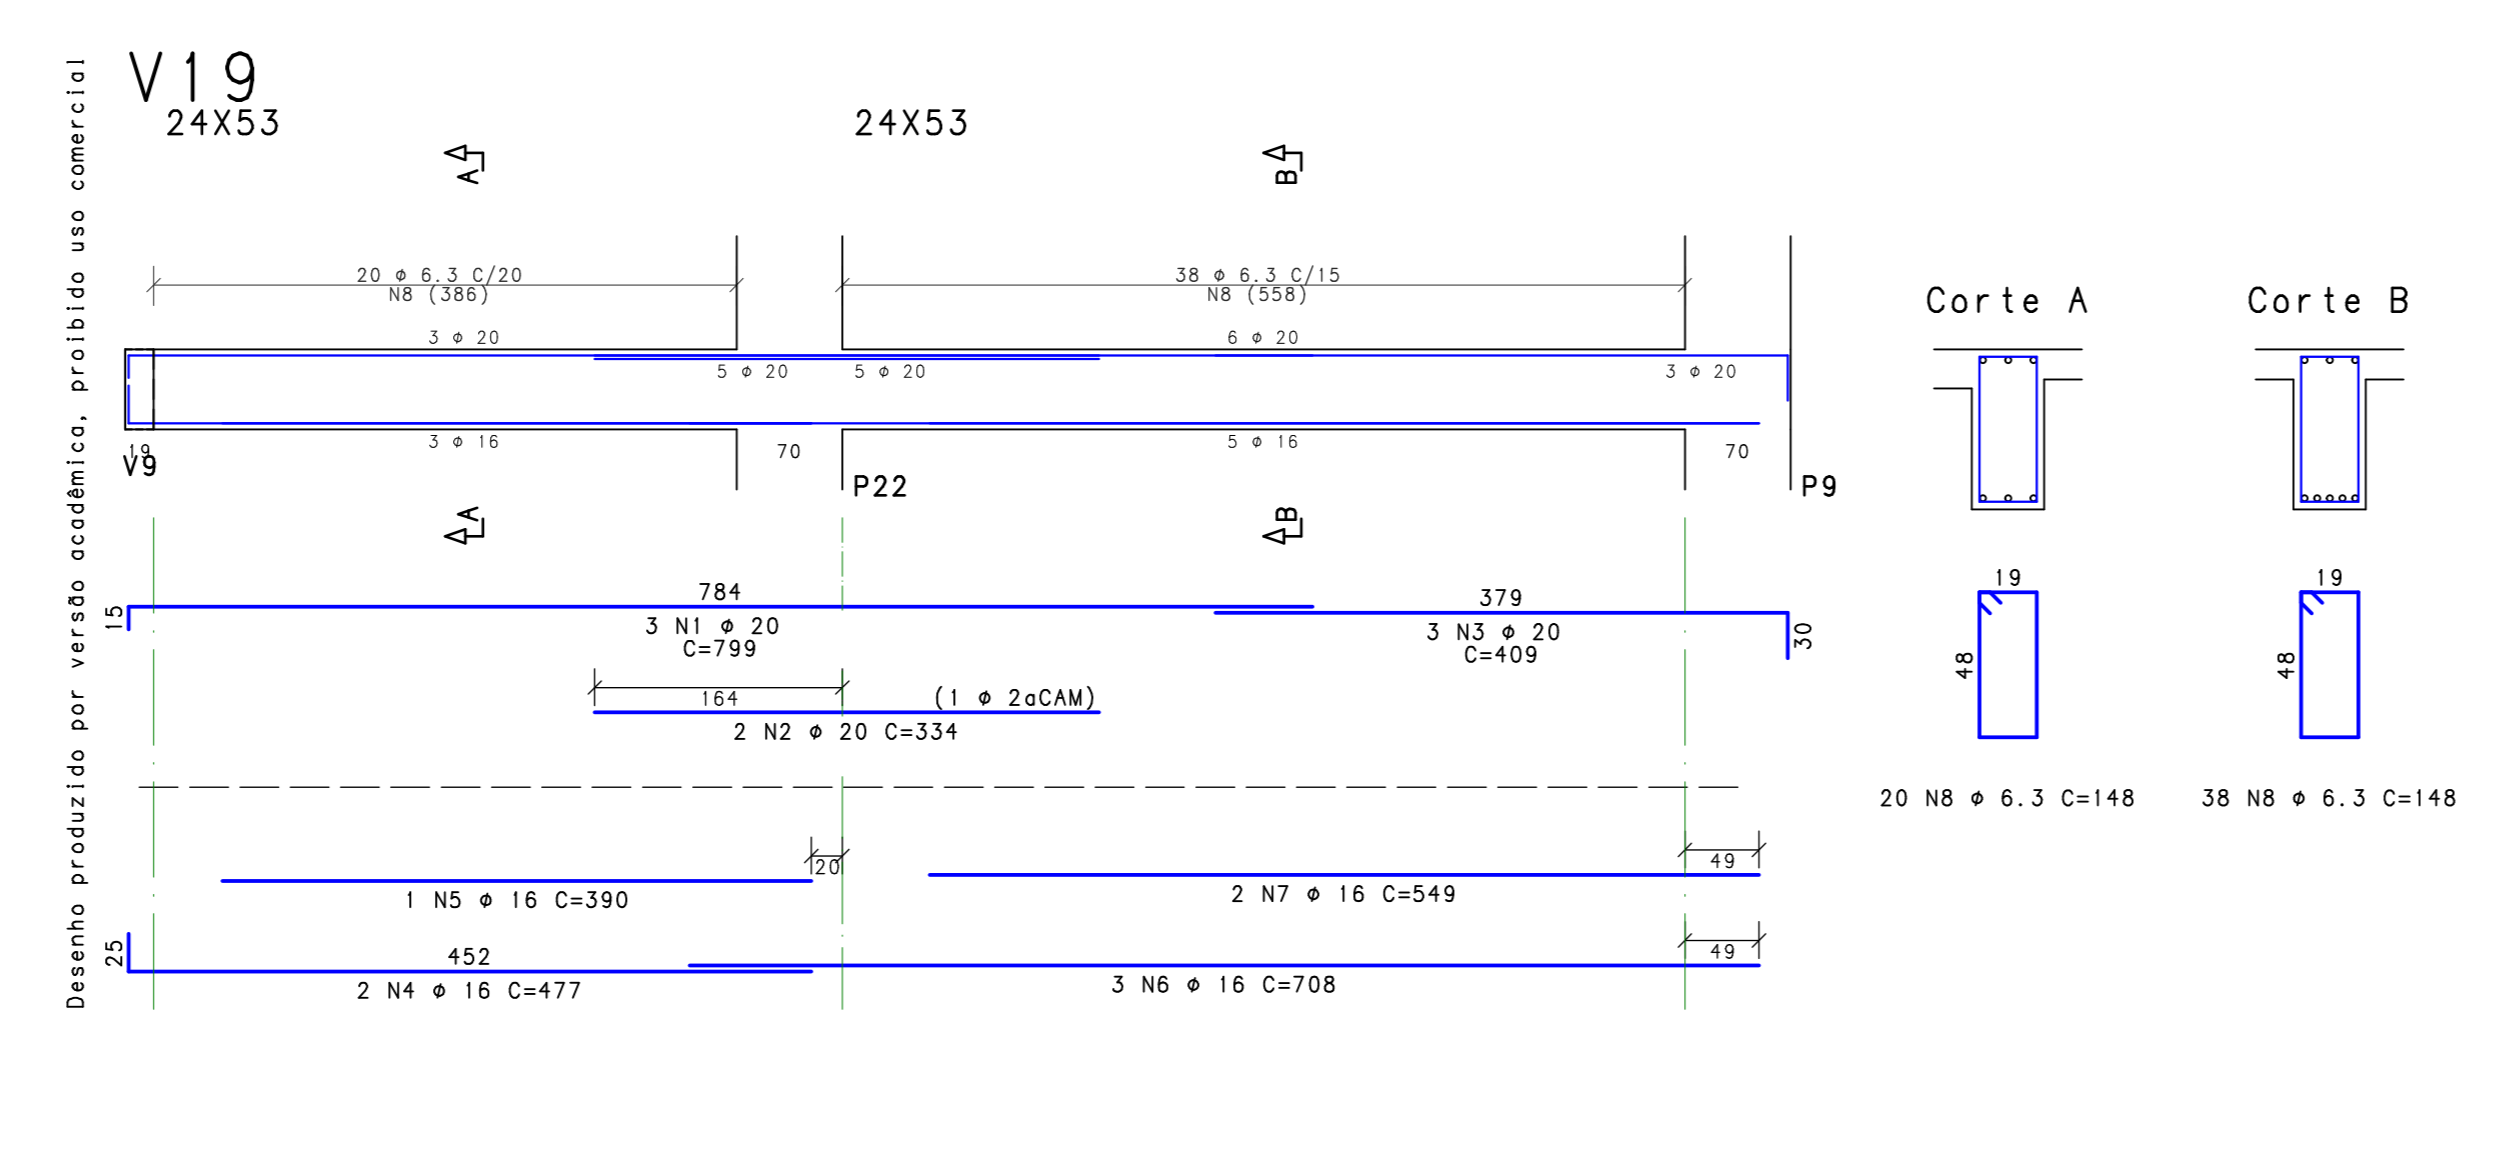 Desenho produzido por versão acadêmica, proibido uso comercial
V19
24X53
24X53
A
B
20 ø 6.3 C/20
N8 (386)
38 ø 6.3 C/15
N8 (558)
3 ø 20
6 ø 20
5 ø 20
5 ø 20
3 ø 20
3 ø 16
5 ø 16
19
70
70
V9
P22
P9
A
B
784
15
3 N1 ø 20
C=799
379
3 N3 ø 20
C=409
30
164
(1 ø 2aCAM)
2 N2 ø 20 C=334
20
1 N5 ø 16 C=390
49
2 N7 ø 16 C=549
25
452
2 N4 ø 16 C=477
49
3 N6 ø 16 C=708
Corte A
19
48
20 N8 ø 6.3 C=148
Corte B
19
48
38 N8 ø 6.3 C=148